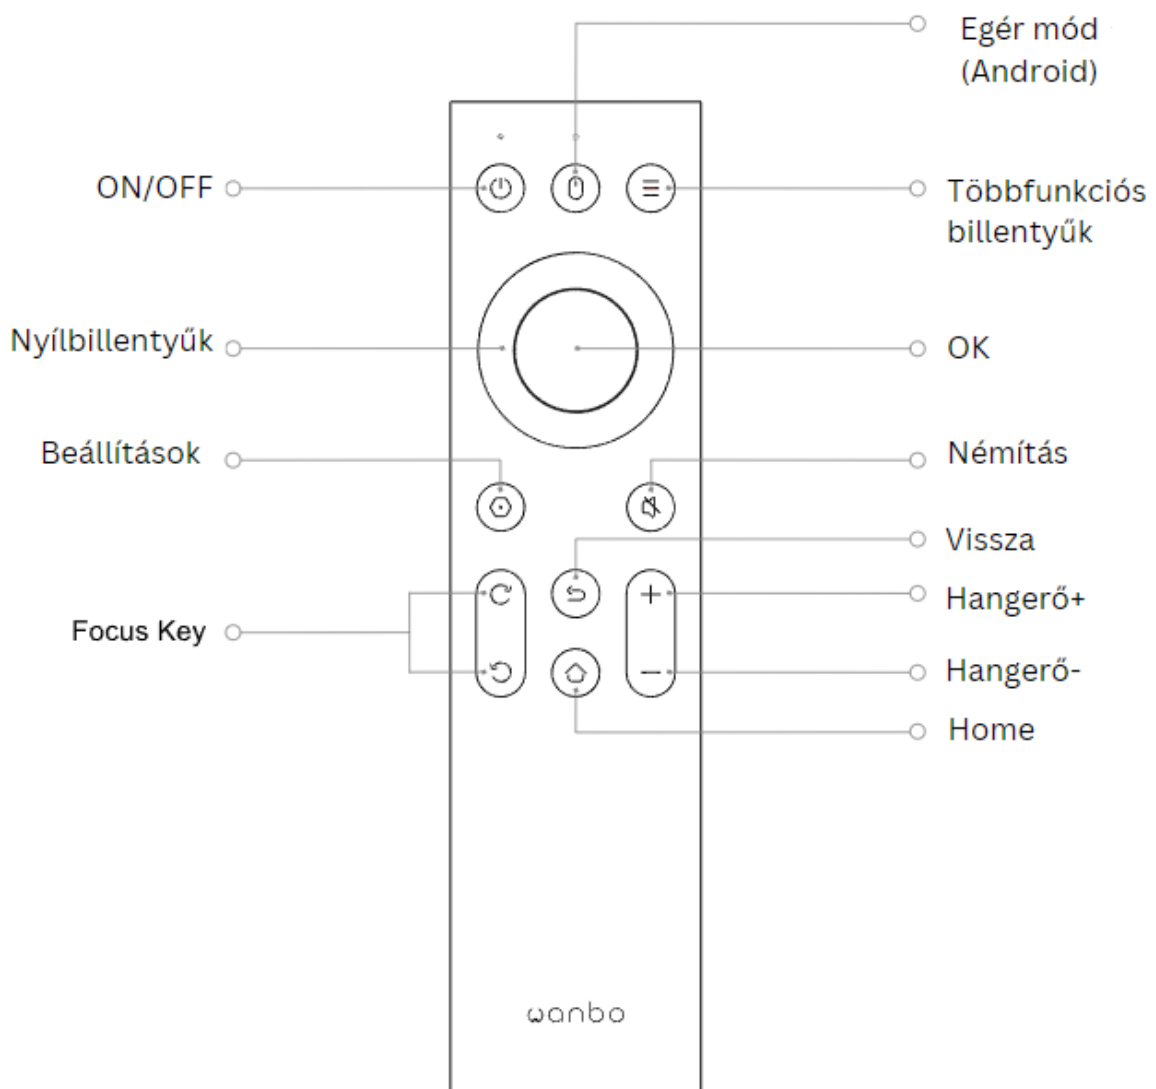 Egér mód
(Android)
ON/OFF
Többfunkciós
billentyűk
Nyílbillentyűk
OK
Beállítások
Némítás
Vissza
Hangerő+
Focus Key
Hangerő-
Home
wanbo